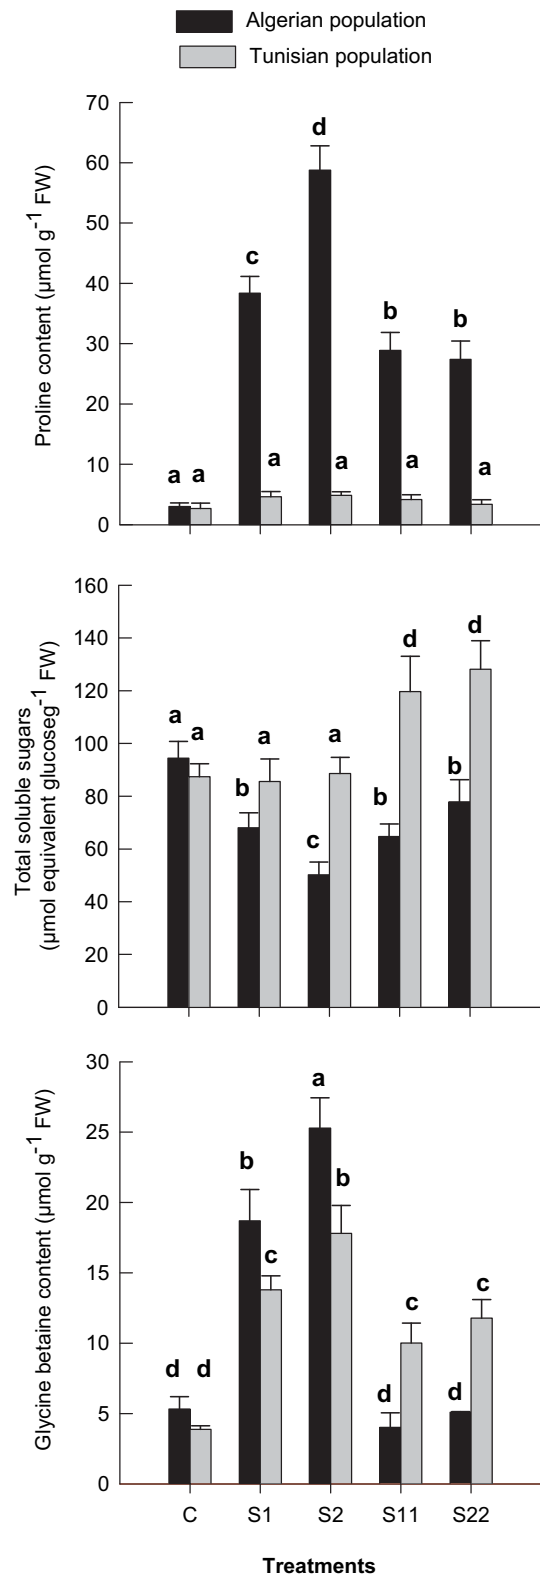 Algerian population
Tunisian population
70
60
50
40
30
20
10
0
Proline content (μmol g⁻¹ FW)
a a
c
a
d
a
b
a
b
a
160
140
120
100
80
60
40
20
0
Total soluble sugars
(μmol equivalent glucoseg⁻¹ FW)
a a
b
a
c
a
b
d
b
d
30
25
20
15
10
5
0
Glycine betaine content (μmol g⁻¹ FW)
d d
b
c
a
b
d
c
d
c
C S1 S2 S11 S22
Treatments